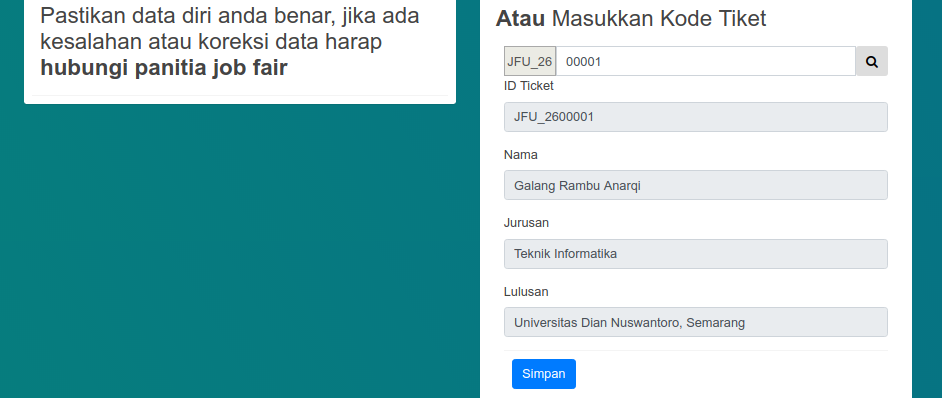 Pastikan data diri anda benar, jika ada
kesalahan atau koreksi data harap
hubungi panitia job fair
Atau Masukkan Kode Tiket
JFU_26 00001
ID Ticket
JFU_2600001
Nama
Galang Rambu Anarqi
Jurusan
Teknik Informatika
Lulusan
Universitas Dian Nuswantoro, Semarang
Simpan